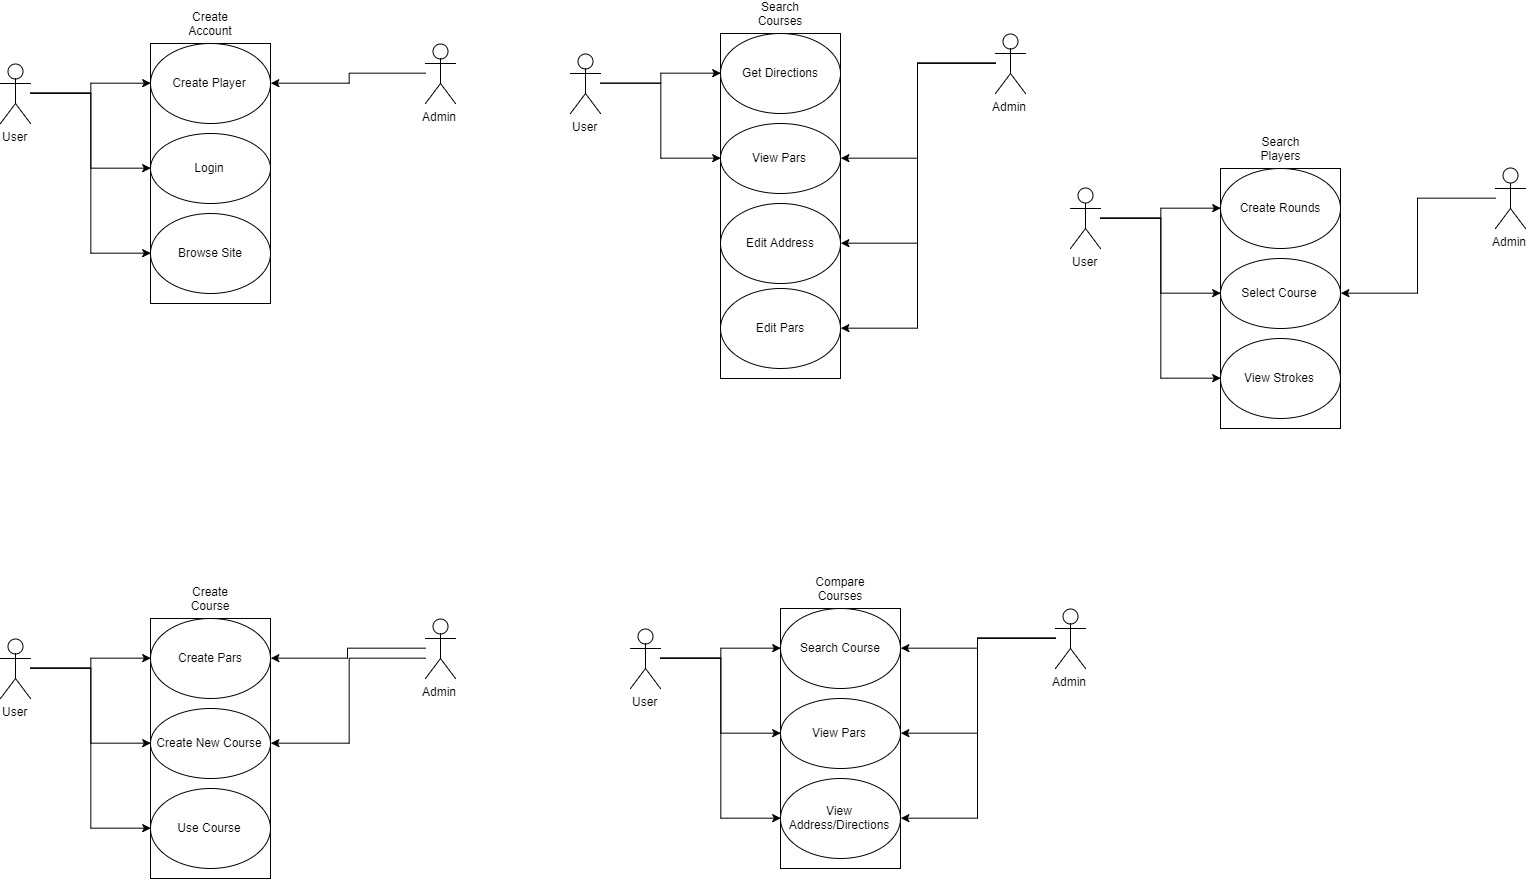 Create
Account
Create Player
Login
Browse Site
User
Admin
Search
Courses
Get Directions
View Pars
Edit Address
Edit Pars
User
Admin
Search
Players
Create Rounds
Select Course
View Strokes
User
Admin
Create
Course
Create Pars
Create New Course
Use Course
User
Admin
Compare
Courses
Search Course
View Pars
View
Address/Directions
User
Admin